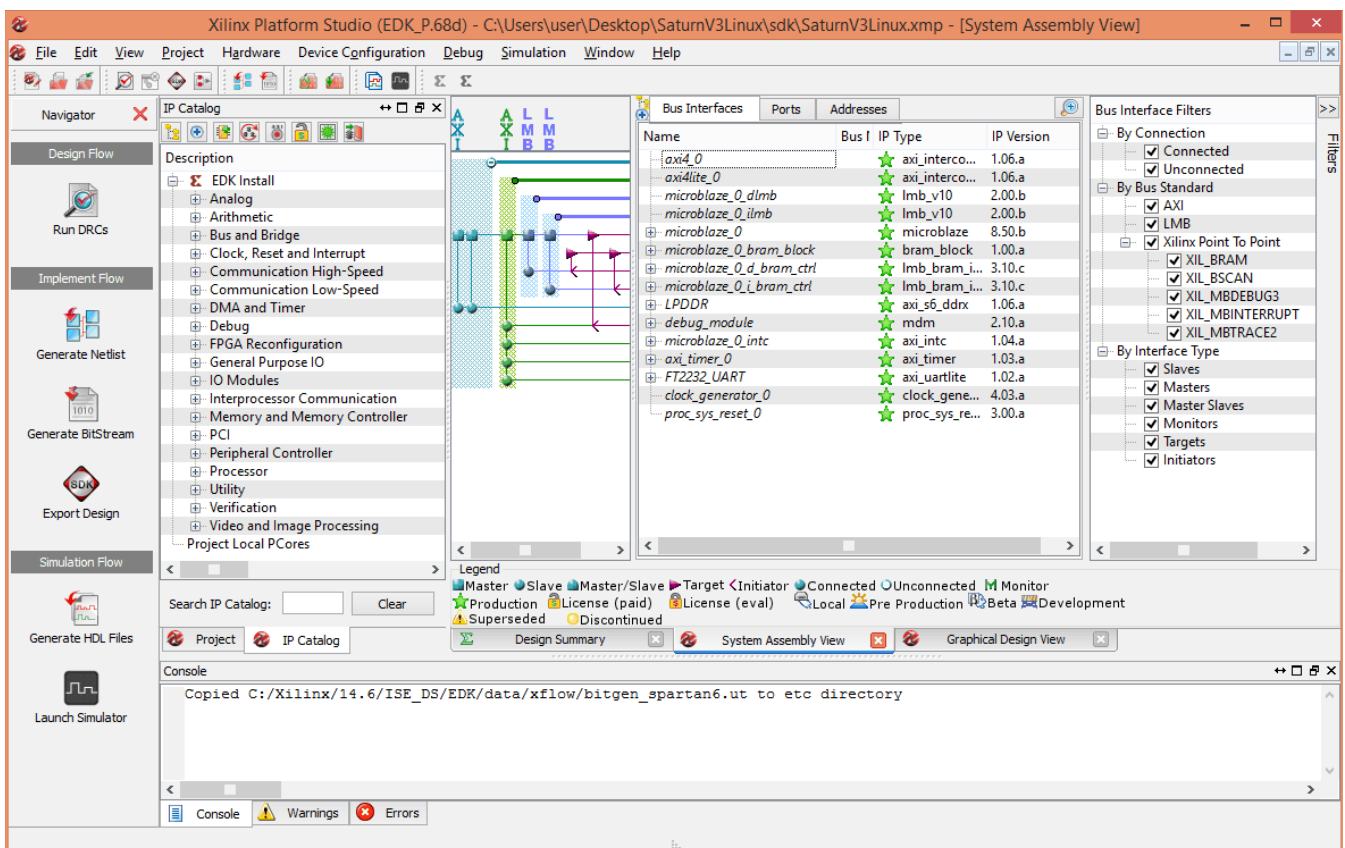 Xilinx Platform Studio (EDK_P.68d) - C:\Users\user\Desktop\SaturnV3Linux\sdk\SaturnV3Linux.xmp - [System Assembly View]
File Edit View Project Hardware Device Configuration Debug Simulation Window Help
Navigator
Design Flow
Run DRCs
Implement Flow
Generate Netlist
1010
Generate BitStream
SDK
Export Design
Simulation Flow
Generate HDL Files
Launch Simulator
IP Catalog
Description
EDK Install
Analog
Arithmetic
Bus and Bridge
Clock, Reset and Interrupt
Communication High-Speed
Communication Low-Speed
DMA and Timer
Debug
FPGA Reconfiguration
General Purpose IO
IO Modules
Interprocessor Communication
Memory and Memory Controller
PCI
Peripheral Controller
Processor
Utility
Verification
Video and Image Processing
Project Local PCores
Search IP Catalog: Clear
Project IP Catalog
AXI AXI LMB LMB
Bus Interfaces Ports Addresses
Name Bus I IP Type IP Version
axi4_0 axi_interco... 1.06.a
axi4lite_0 axi_interco... 1.06.a
microblaze_0_dlmb lmb_v10 2.00.b
microblaze_0_ilmb lmb_v10 2.00.b
microblaze_0 microblaze 8.50.b
microblaze_0_bram_block bram_block 1.00.a
microblaze_0_d_bram_ctrl lmb_bram_i... 3.10.c
microblaze_0_i_bram_ctrl lmb_bram_i... 3.10.c
LPDDR axi_s6_ddrx 1.06.a
debug_module mdm 2.10.a
microblaze_0_intc axi_intc 1.04.a
axi_timer_0 axi_timer 1.03.a
FT2232_UART axi_uartlite 1.02.a
clock_generator_0 clock_gene... 4.03.a
proc_sys_reset_0 proc_sys_re... 3.00.a
Legend
Master Slave Master/Slave Target Initiator Connected Unconnected M Monitor
Production License (paid) License (eval) Local Pre Production Beta Development
Superseded Discontinued
Design Summary System Assembly View Graphical Design View
Bus Interface Filters
>>
Filters
By Connection
Connected
Unconnected
By Bus Standard
AXI
LMB
Xilinx Point To Point
XIL_BRAM
XIL_BSCAN
XIL_MBDEBUG3
XIL_MBINTERRUPT
XIL_MBTRACE2
By Interface Type
Slaves
Masters
Master Slaves
Monitors
Targets
Initiators
Console
Copied C:/Xilinx/14.6/ISE_DS/EDK/data/xflow/bitgen_spartan6.ut to etc directory
Console Warnings Errors